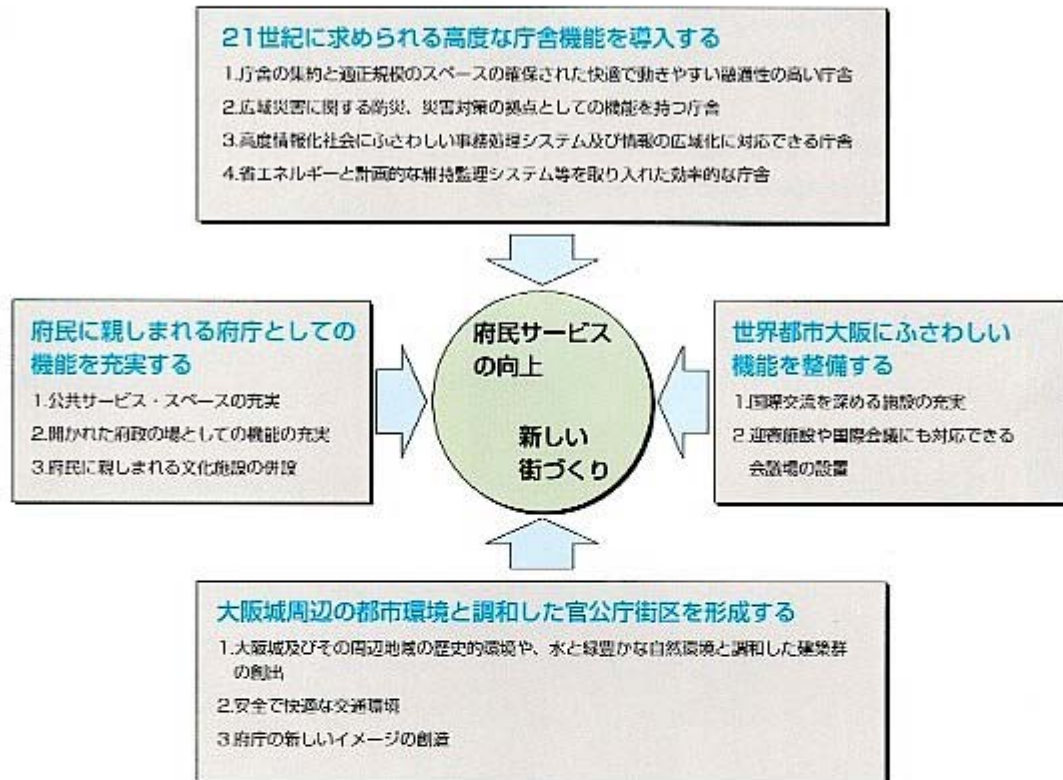 21世紀に求められる高度な庁舎機能を導入する
1.庁舎の集約と適正規模のスペースの確保された快適で動きやすい融通性の高い庁舎
2.広域災害に関する防災、災害対策の拠点としての機能を持つ庁舎
3.高度情報化社会にふさわしい事務処理システム及び情報の広域化に対応できる庁舎
4.省エネルギーと計画的な維持監理システム等を取り入れた効率的な庁舎
府民に親しまれる府庁としての
機能を充実する
1.公共サービス・スペースの充実
2.開かれた府政の場としての機能の充実
3.府民に親しまれる文化施設の併設
府民サービス
の向上
新しい
街づくり
世界都市大阪にふさわしい
機能を整備する
1.国際交流を深める施設の充実
2.迎賓施設や国際会議にも対応できる
会議場の設置
大阪城周辺の都市環境と調和した官公庁街区を形成する
1.大阪城及びその周辺地域の歴史的環境や、水と緑豊かな自然環境と調和した建築群
の創出
2.安全で快適な交通環境
3.府庁の新しいイメージの創造